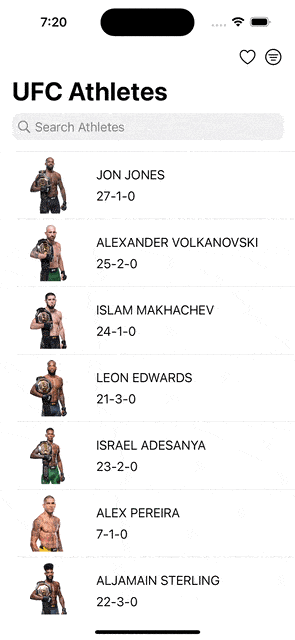 7:20
UFC Athletes
Search Athletes
JON JONES
27-1-0
ALEXANDER VOLKANOVSKI
25-2-0
ISLAM MAKHACHEV
24-1-0
LEON EDWARDS
21-3-0
ISRAEL ADESANYA
23-2-0
ALEX PEREIRA
7-1-0
ALJAMAIN STERLING
22-3-0